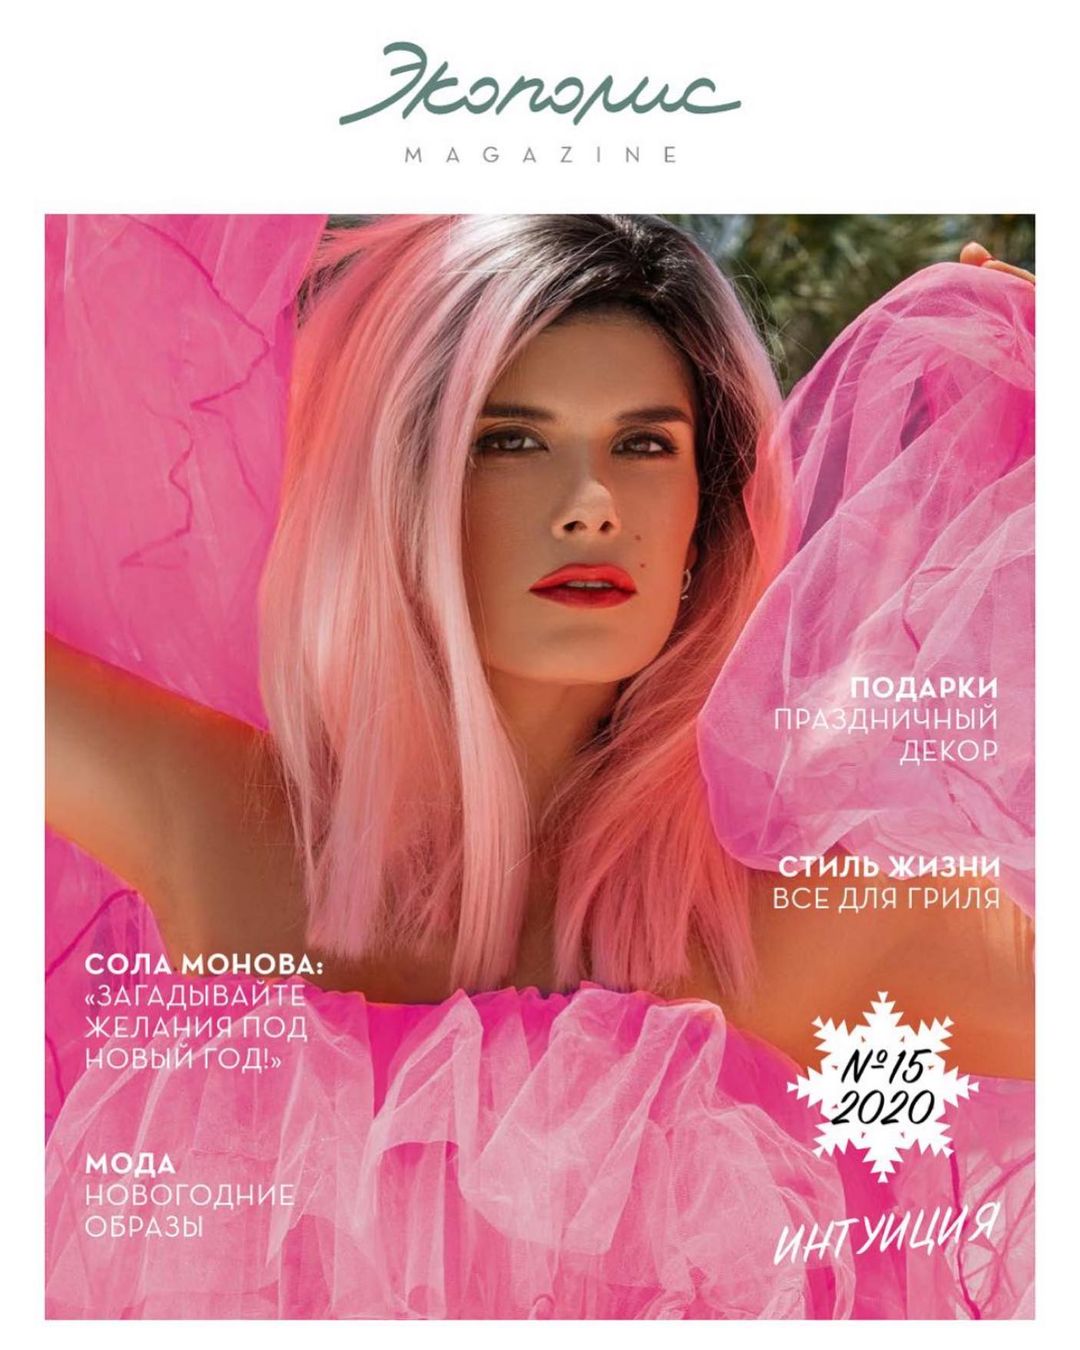 Экополис
MAGAZINE
ПОДАРКИ
ПРАЗДНИЧНЫЙ
ДЕКОР
СТИЛЬ ЖИЗНИ
ВСЕ ДЛЯ ГРИЛЯ
СОЛА МОНОВА:
«ЗАГАДЫВАЙТЕ
ЖЕЛАНИЯ ПОД
НОВЫЙ ГОД!»
МОДА
НОВОГОДНИЕ
ОБРАЗЫ
№15
2020
ИНТУИЦИЯ